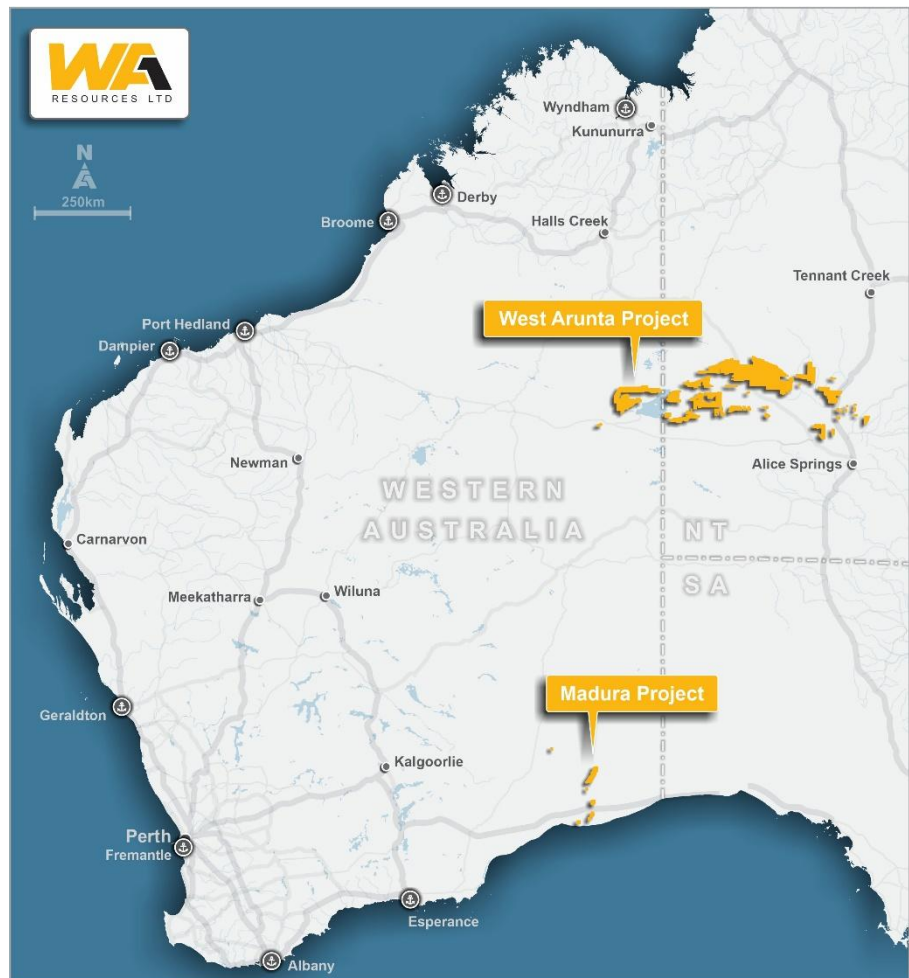 WA1
RESOURCES LTD
N
250km
Wyndham
Kununurra
Derby
Broome
Halls Creek
Tennant Creek
West Arunta Project
Port Hedland
Dampier
Newman
Alice Springs
WESTERN
AUSTRALIA
NT
SA
Carnarvon
Meekatharra
Wiluna
Madura Project
Geraldton
Kalgoorlie
Perth
Fremantle
Esperance
Albany